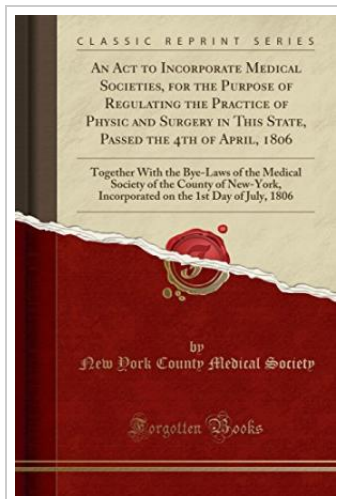 CLASSIC REPRINT SERIES
AN ACT TO INCORPORATE MEDICAL
SOCIETIES, FOR THE PURPOSE OF
REGULATING THE PRACTICE OF
PHYSIC AND SURGERY IN THIS STATE,
PASSED THE 4TH OF APRIL, 1806
Together With the Bye-Laws of the Medical
Society of the County of New-York,
Incorporated on the 1st Day of July, 1806
by
New York County Medical Society
Forgotten Books